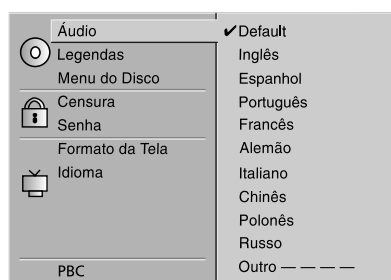 Áudio
Legendas
Menu do Disco
Censura
Senha
Formato da Tela
Idioma
PBC
✔Default
Inglês
Espanhol
Português
Francês
Alemão
Italiano
Chinês
Polonês
Russo
Outro — — — —